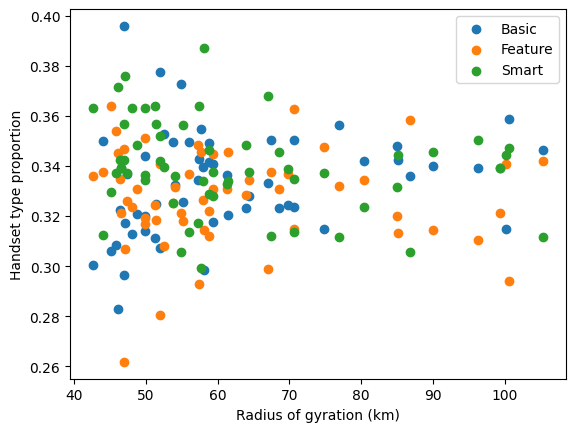 0.40
0.38
0.36
0.34
0.32
0.30
0.28
0.26
Handset type proportion
Basic
Feature
Smart
40 50 60 70 80 90 100
Radius of gyration (km)